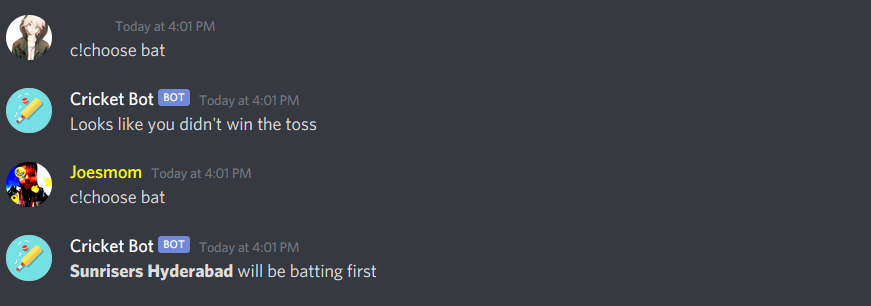 Today at 4:01 PM
c!choose bat
Cricket Bot BOT Today at 4:01 PM
Looks like you didn't win the toss
Joesmom Today at 4:01 PM
c!choose bat
Cricket Bot BOT Today at 4:01 PM
Sunrisers Hyderabad will be batting first